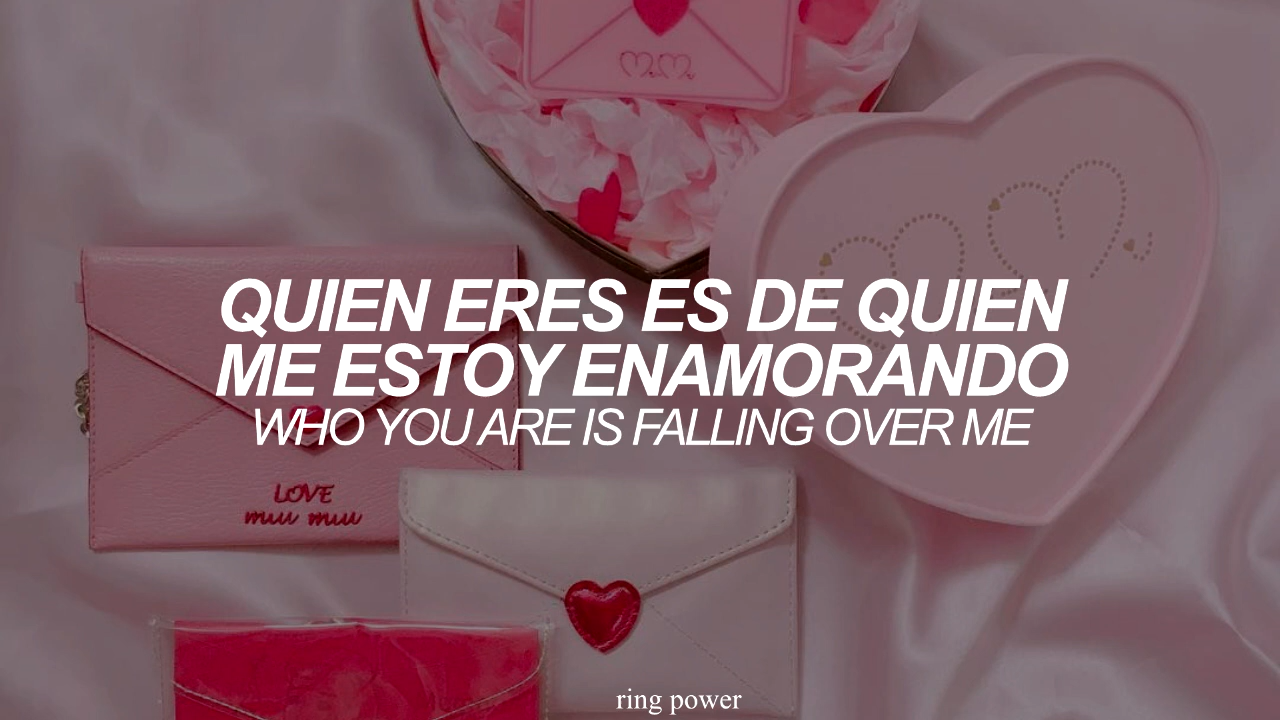 QUIEN ERES ES DE QUIEN
ME ESTOY ENAMORANDO
WHO YOU ARE IS FALLING OVER ME
LOVE
miu miu
ring power